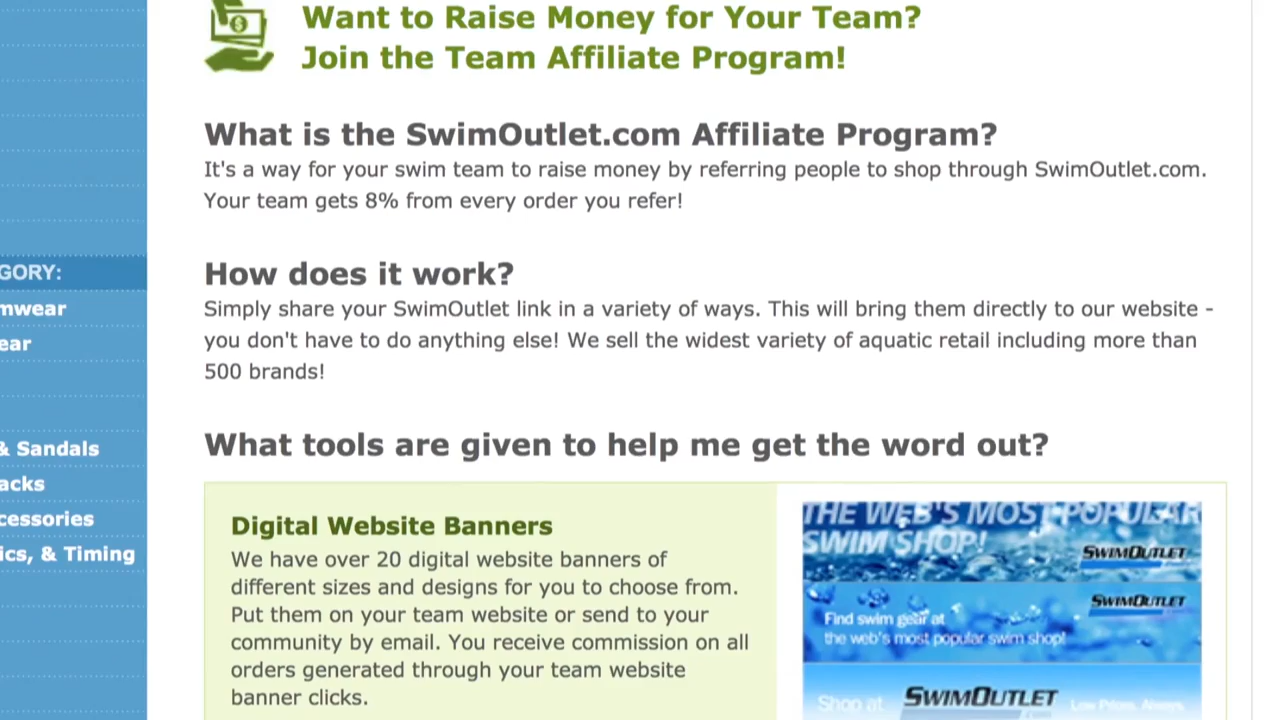 Want to Raise Money for Your Team?
Join the Team Affiliate Program!
What is the SwimOutlet.com Affiliate Program?
It's a way for your swim team to raise money by referring people to shop through SwimOutlet.com.
Your team gets 8% from every order you refer!
How does it work?
GORY:
Simply share your SwimOutlet link in a variety of ways. This will bring them directly to our website -
mwear
you don't have to do anything else! We sell the widest variety of aquatic retail including more than
ear
500 brands!
What tools are given to help me get the word out?
& Sandals
acks
cessories
ics, & Timing
Digital Website Banners
We have over 20 digital website banners of
different sizes and designs for you to choose from.
Put them on your team website or send to your
community by email. You receive commission on all
orders generated through your team website
banner clicks.
THE WEB'S MOST POPULAR
SWIM SHOP!
SWIMOUTLET
SWIMOUTLET
Find swim gear at
the web's most popular swim shop!
Shop at SWIMOUTLET Low Prices. Always.